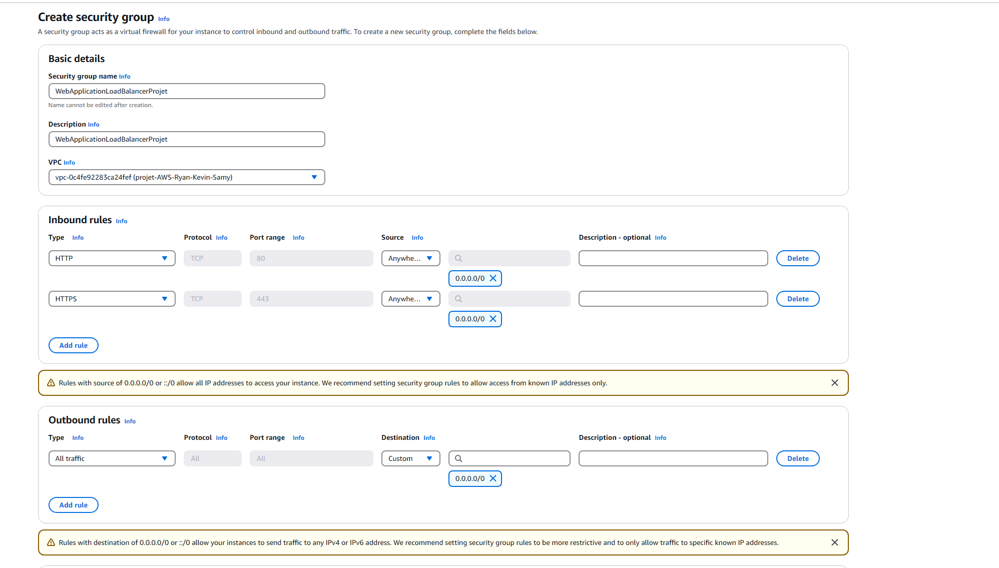 Create security group Info
A security group acts as a virtual firewall for your instance to control inbound and outbound traffic. To create a new security group, complete the fields below.
Basic details
Security group name Info
WebApplicationLoadBalancerProjet
Name cannot be edited after creation.
Description Info
WebApplicationLoadBalancerProjet
VPC Info
vpc-0c4fe92283ca24fef (projet-AWS-Ryan-Kevin-Samy)
Inbound rules Info
Type Info Protocol Info Port range Info Source Info Description - optional Info
HTTP TCP 80 Anywhe... Delete
0.0.0.0/0
HTTPS TCP 443 Anywhe... Delete
0.0.0.0/0
Add rule
Rules with source of 0.0.0.0/0 or ::/0 allow all IP addresses to access your instance. We recommend setting security group rules to allow access from known IP addresses only.
Outbound rules Info
Type Info Protocol Info Port range Info Destination Info Description - optional Info
All traffic All All Custom Delete
0.0.0.0/0
Add rule
Rules with destination of 0.0.0.0/0 or ::/0 allow your instances to send traffic to any IPv4 or IPv6 address. We recommend setting security group rules to be more restrictive and to only allow traffic to specific known IP addresses.